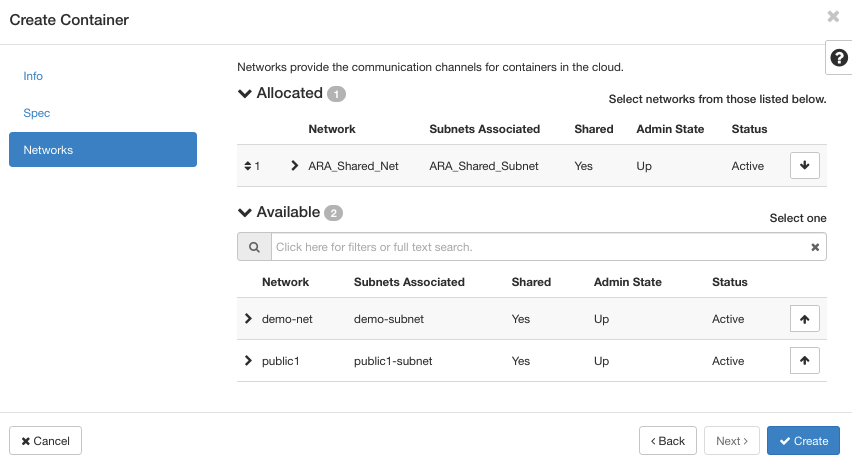 Create Container
Info
Spec
Networks
Networks provide the communication channels for containers in the cloud.
Allocated 1
Select networks from those listed below.
Network Subnets Associated Shared Admin State Status
1 ARA_Shared_Net ARA_Shared_Subnet Yes Up Active
Available 2
Select one
Click here for filters or full text search.
Network Subnets Associated Shared Admin State Status
demo-net demo-subnet Yes Up Active
public1 public1-subnet Yes Up Active
Cancel
Back
Next
Create